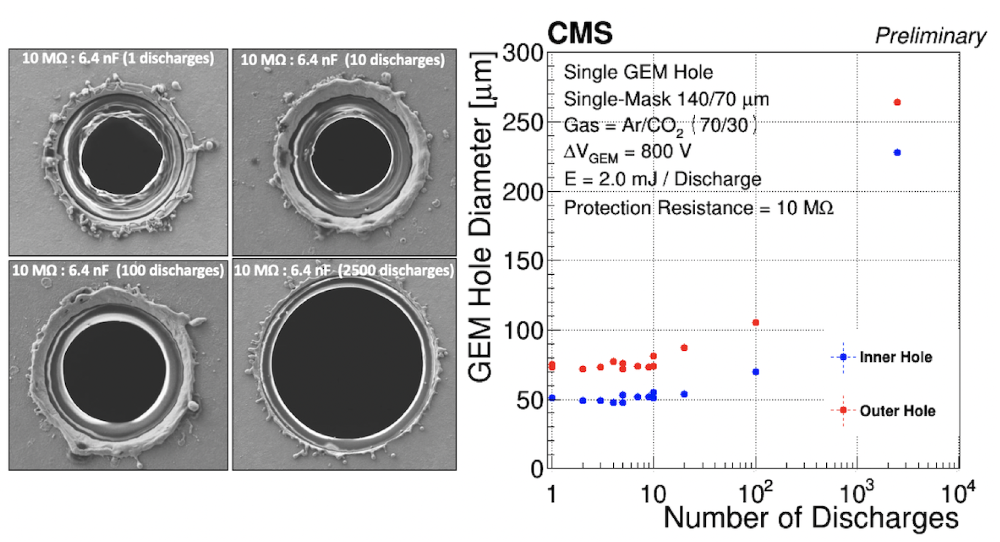 10 MΩ : 6.4 nF (1 discharges)
10 MΩ : 6.4 nF (10 discharges)
10 MΩ : 6.4 nF (100 discharges)
10 MΩ : 6.4 nF (2500 discharges)
CMS
Preliminary
GEM Hole Diameter [μm]
300
250
200
150
100
50
0
Single GEM Hole
Single-Mask 140/70 μm
Gas = Ar/CO₂ (70/30)
ΔV_GEM = 800 V
E = 2.0 mJ / Discharge
Protection Resistance = 10 MΩ
Inner Hole
Outer Hole
1
10
10²
10³
10⁴
Number of Discharges